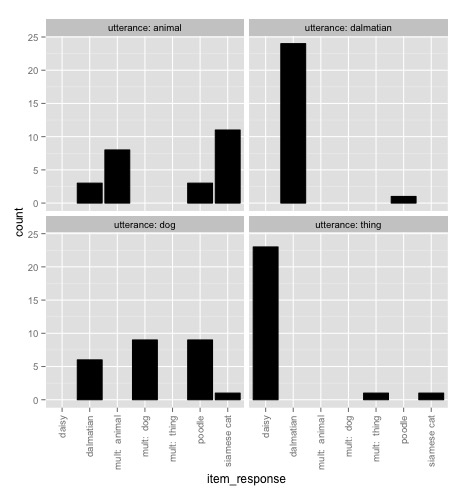 utterance: animal
utterance: dalmatian
25
20
15
10
5
0
count
utterance: dog
utterance: thing
25
20
15
10
5
0
daisy
dalmatian
mult: animal
mult: dog
mult: thing
poodle
siamese cat
daisy
dalmatian
mult: animal
mult: dog
mult: thing
poodle
siamese cat
item_response